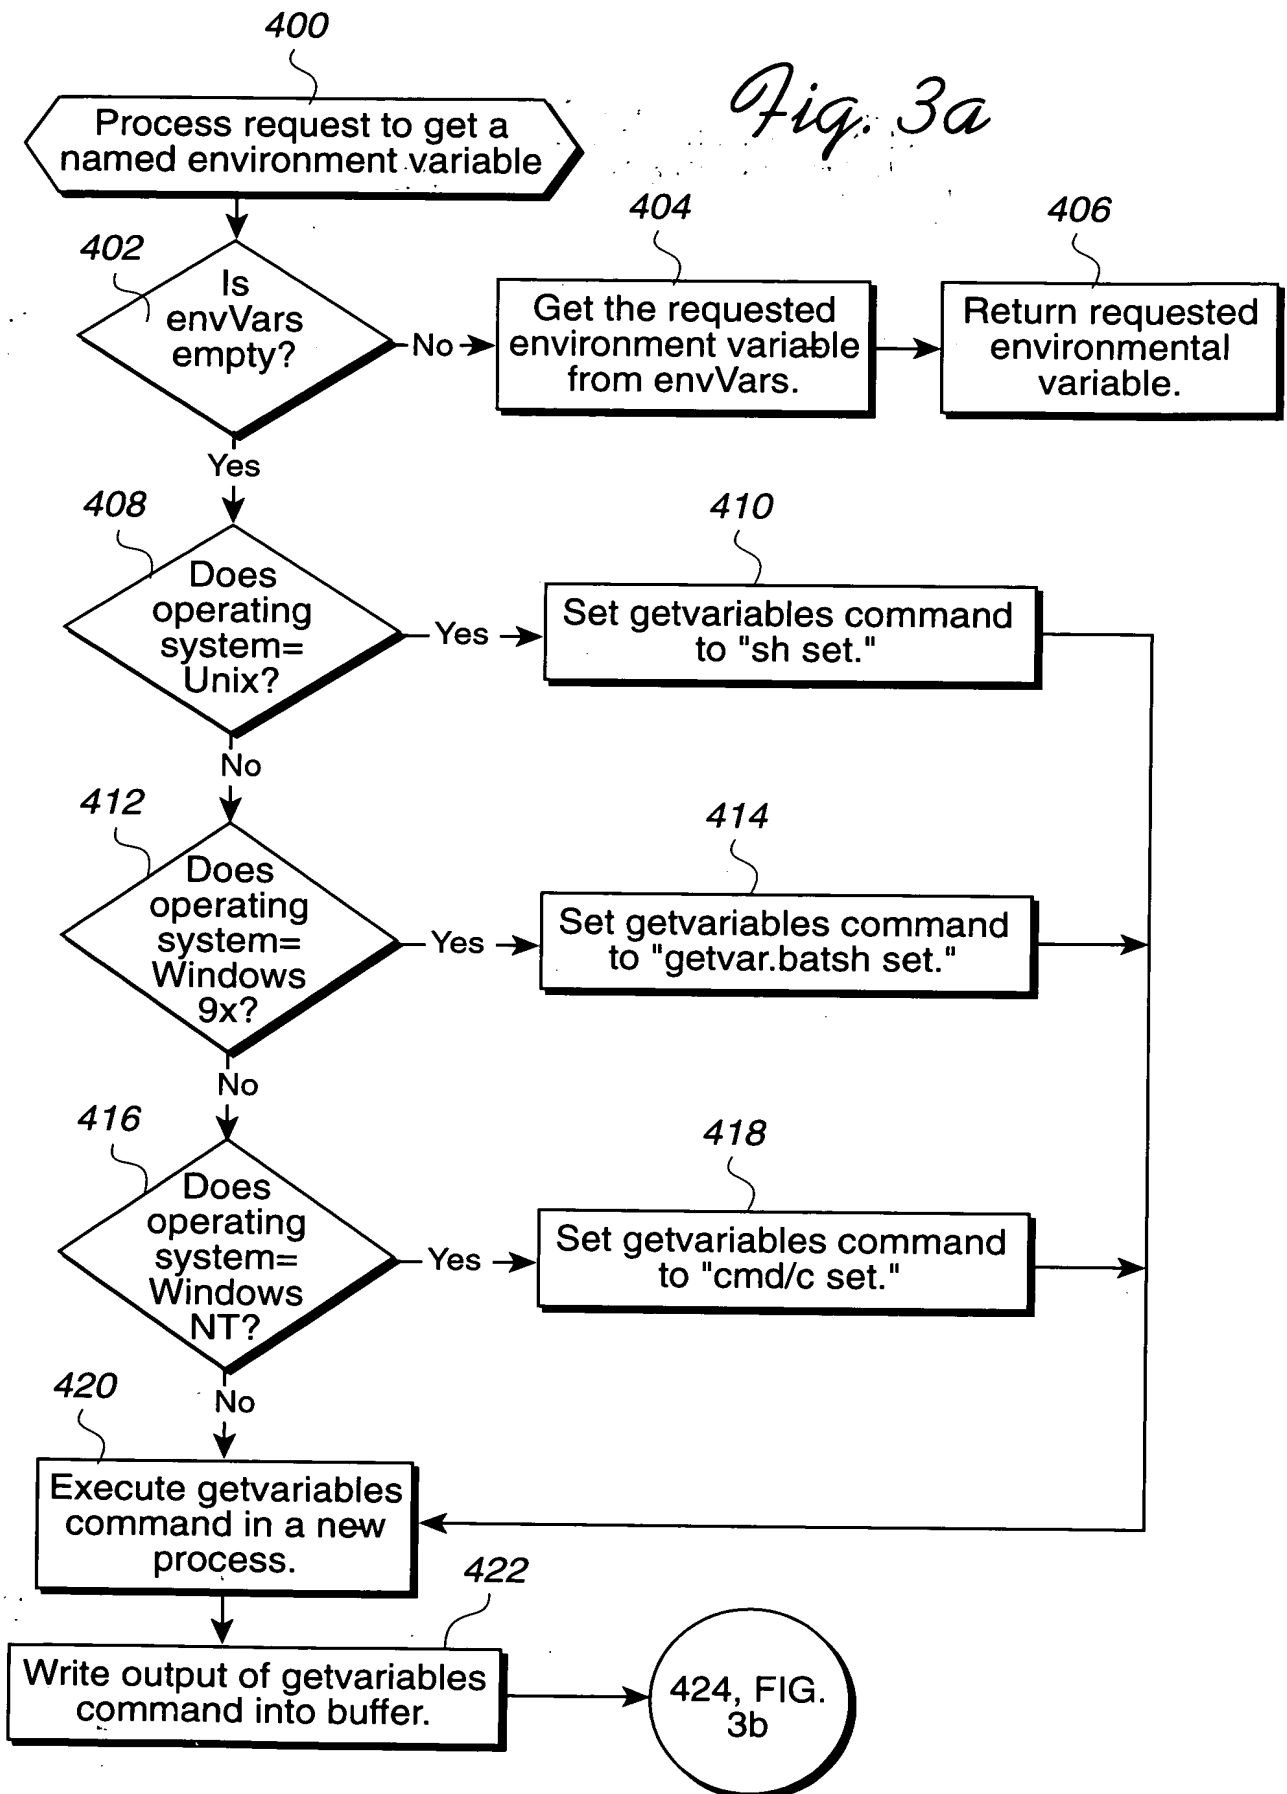 400
Fig. 3a
Process request to get a
named environment variable
402
Is
envVars
empty?
No
404
Get the requested
environment variable
from envVars.
406
Return requested
environmental
variable.
Yes
408
Does
operating
system=
Unix?
Yes
410
Set getvariables command
to "sh set."
No
412
Does
operating
system=
Windows
9x?
Yes
414
Set getvariables command
to "getvar.batsh set."
No
416
Does
operating
system=
Windows
NT?
Yes
418
Set getvariables command
to "cmd/c set."
No
420
Execute getvariables
command in a new
process.
422
Write output of getvariables
command into buffer.
424, FIG.
3b